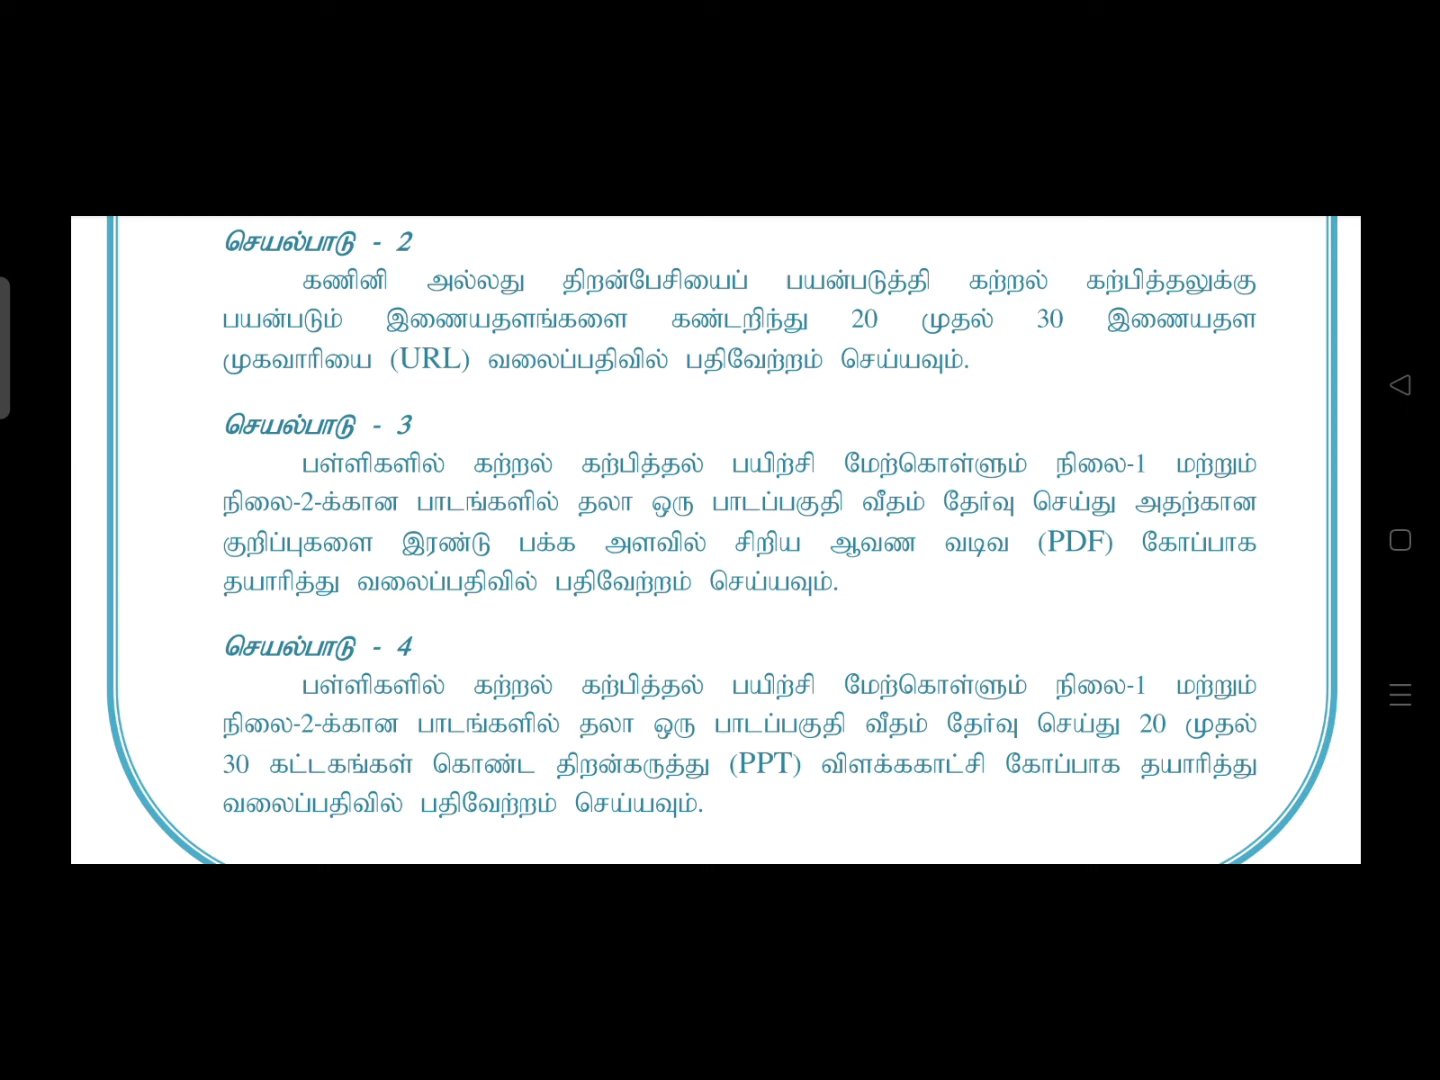 செயல்பாடு - 2
கணினி அல்லது திறன்பேசியைப் பயன்படுத்தி கற்றல் கற்பித்தலுக்கு
பயன்படும் இணையதளங்களை கண்டறிந்து 20 முதல் 30 இணையதள
முகவாரியை (URL) வலைப்பதிவில் பதிவேற்றம் செய்யவும்.
செயல்பாடு - 3
பள்ளிகளில் கற்றல் கற்பித்தல் பயிற்சி மேற்கொள்ளும் நிலை-1 மற்றும்
நிலை-2-க்கான பாடங்களில் தலா ஒரு பாடப்பகுதி வீதம் தேர்வு செய்து அதற்கான
குறிப்புகளை இரண்டு பக்க அளவில் சிறிய ஆவண வடிவ (PDF) கோப்பாக
தயாரித்து வலைப்பதிவில் பதிவேற்றம் செய்யவும்.
செயல்பாடு - 4
பள்ளிகளில் கற்றல் கற்பித்தல் பயிற்சி மேற்கொள்ளும் நிலை-1 மற்றும்
நிலை-2-க்கான பாடங்களில் தலா ஒரு பாடப்பகுதி வீதம் தேர்வு செய்து 20 முதல்
30 கட்டகங்கள் கொண்ட திறன்கருத்து (PPT) விளக்ககாட்சி கோப்பாக தயாரித்து
வலைப்பதிவில் பதிவேற்றம் செய்யவும்.